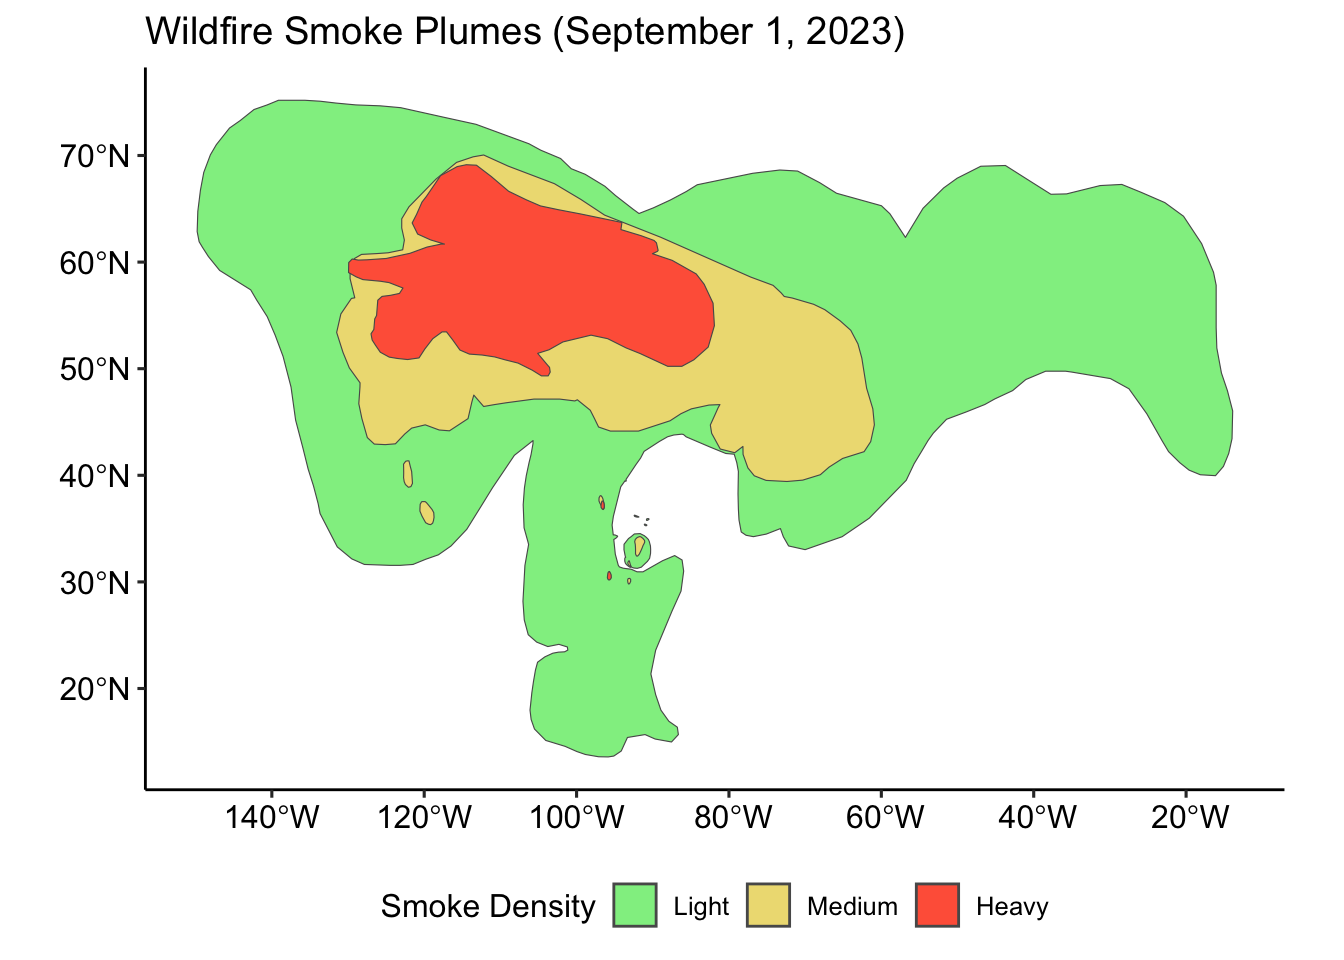 Wildfire Smoke Plumes (September 1, 2023)
70°N
60°N
50°N
40°N
30°N
20°N
140°W 120°W 100°W 80°W 60°W 40°W 20°W
Smoke Density Light Medium Heavy